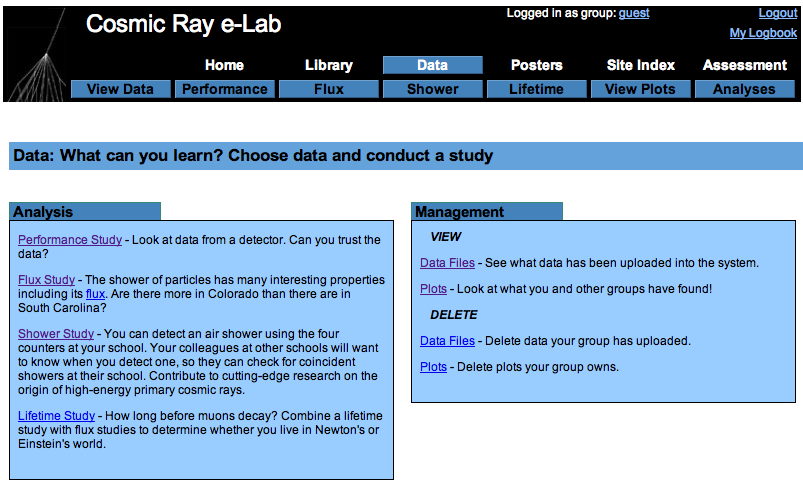 Cosmic Ray e-Lab
Logged in as group: guest
Logout
My Logbook
Home Library Data Posters Site Index Assessment
View Data Performance Flux Shower Lifetime View Plots Analyses
Data: What can you learn? Choose data and conduct a study
Analysis
Performance Study - Look at data from a detector. Can you trust the
data?
Flux Study - The shower of particles has many interesting properties
including its flux. Are there more in Colorado than there are in
South Carolina?
Shower Study - You can detect an air shower using the four
counters at your school. Your colleagues at other schools will want
to know when you detect one, so they can check for coincident
showers at their school. Contribute to cutting-edge research on the
origin of high-energy primary cosmic rays.
Lifetime Study - How long before muons decay? Combine a lifetime
study with flux studies to determine whether you live in Newton's or
Einstein's world.
Management
VIEW
Data Files - See what data has been uploaded into the system.
Plots - Look at what you and other groups have found!
DELETE
Data Files - Delete data your group has uploaded.
Plots - Delete plots your group owns.